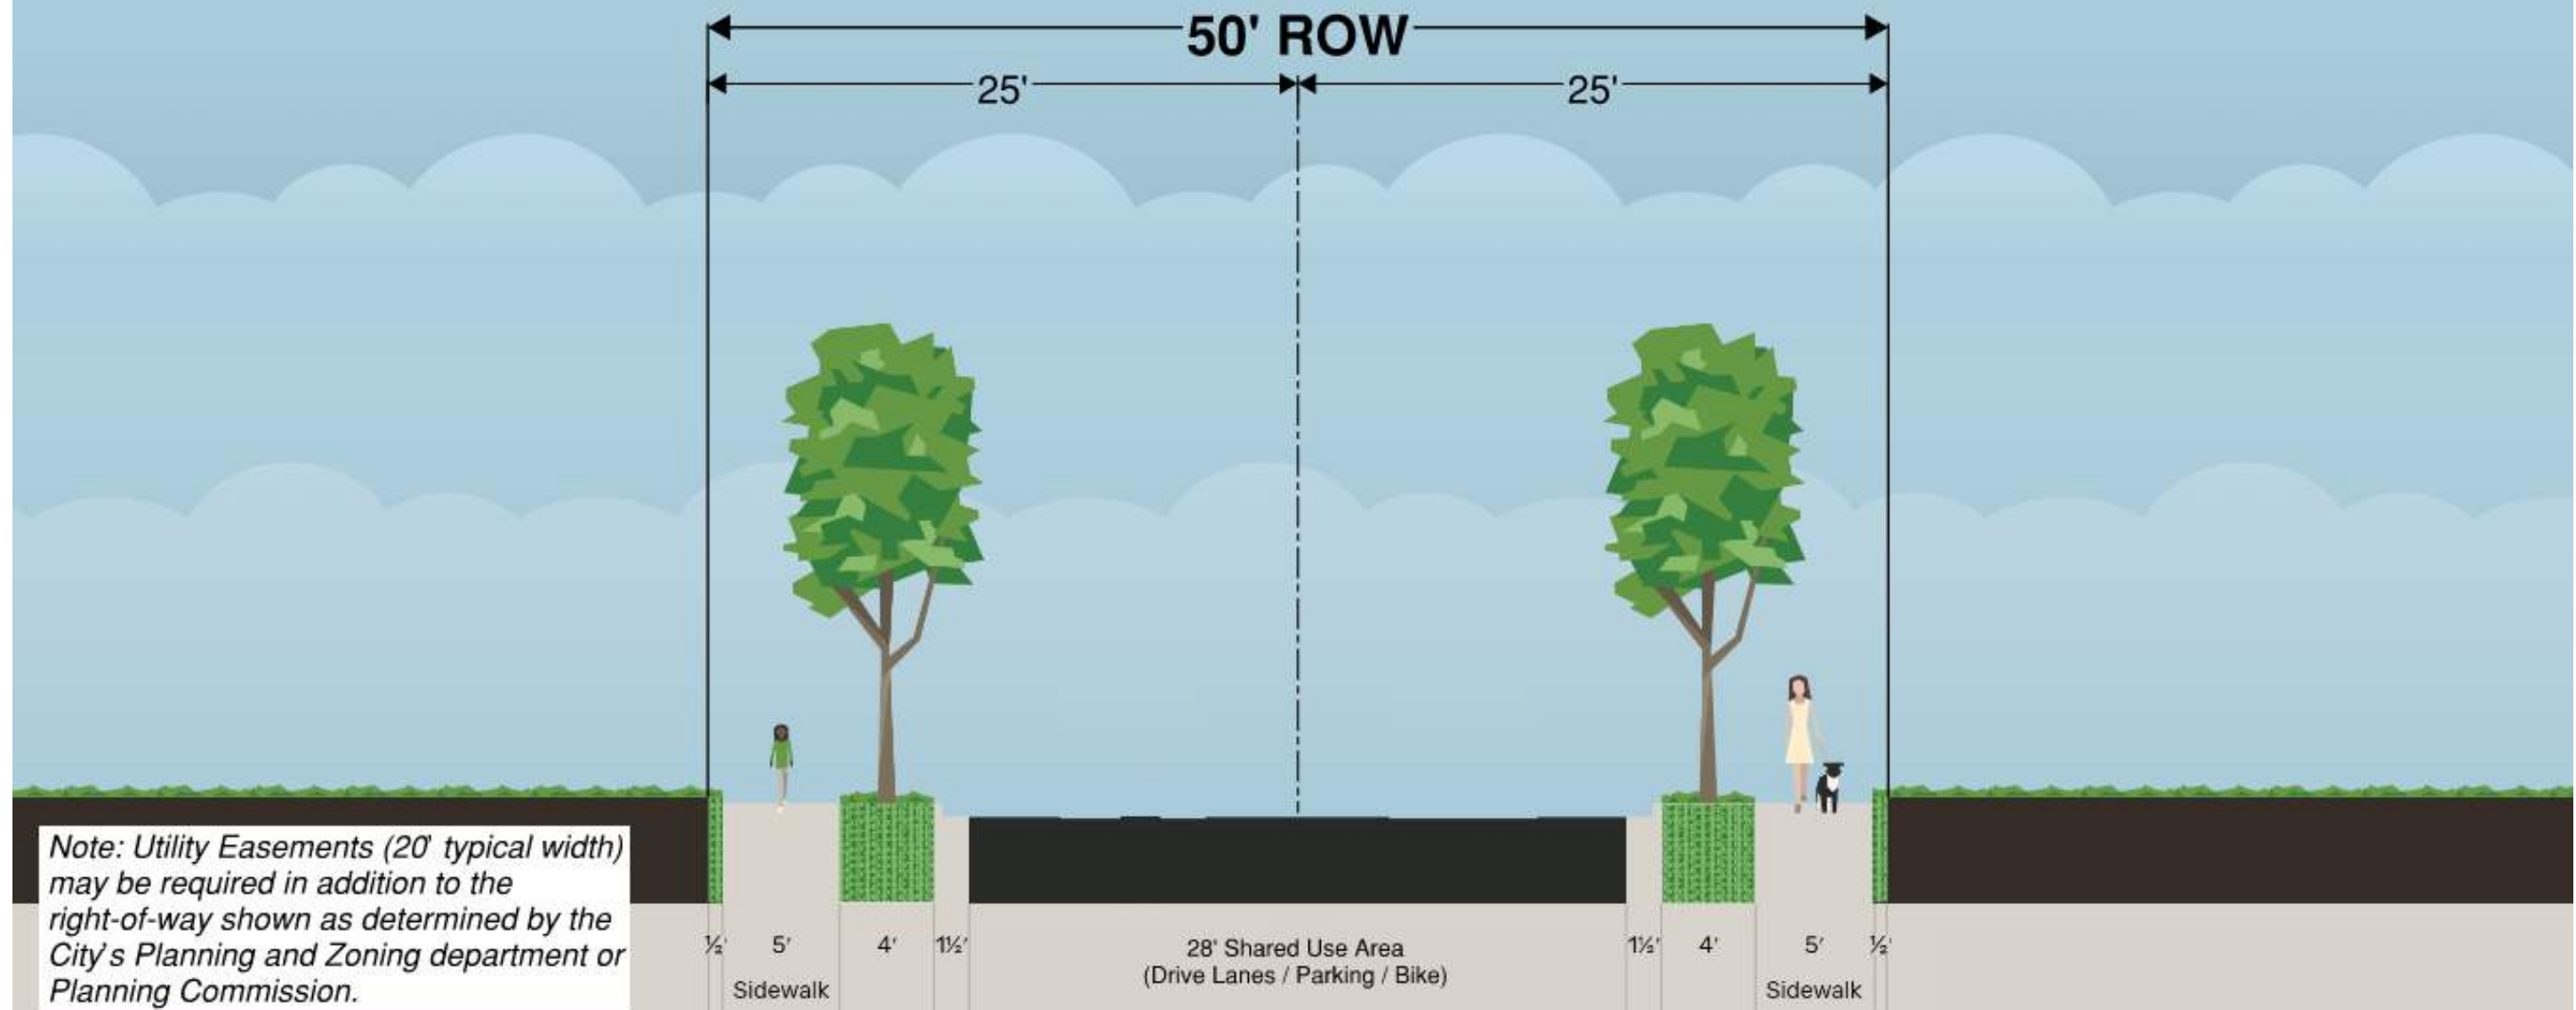 50' ROW
25' 25'
Note: Utility Easements (20' typical width)
may be required in addition to the
right-of-way shown as determined by the
City's Planning and Zoning department or
Planning Commission.
½' 5' 4' 1½' 28' Shared Use Area 1½' 4' 5' ½'
(Drive Lanes / Parking / Bike)
Sidewalk Sidewalk